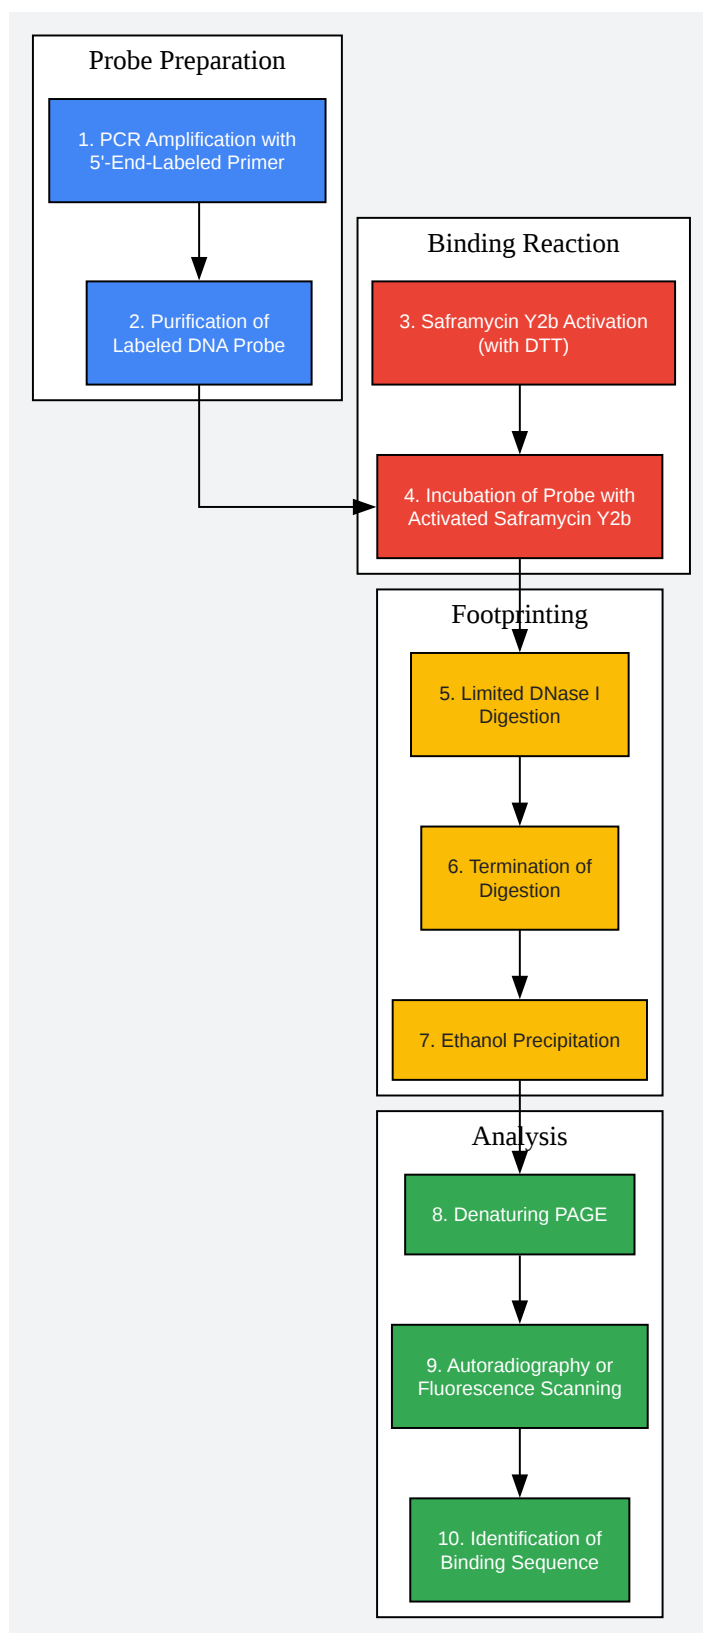 Probe Preparation
1. PCR Amplification with
5'-End-Labeled Primer
2. Purification of
Labeled DNA Probe
Binding Reaction
3. Saframycin Y2b Activation
(with DTT)
4. Incubation of Probe with
Activated Saframycin Y2b
Footprinting
5. Limited DNase I
Digestion
6. Termination of
Digestion
7. Ethanol Precipitation
Analysis
8. Denaturing PAGE
9. Autoradiography or
Fluorescence Scanning
10. Identification of
Binding Sequence